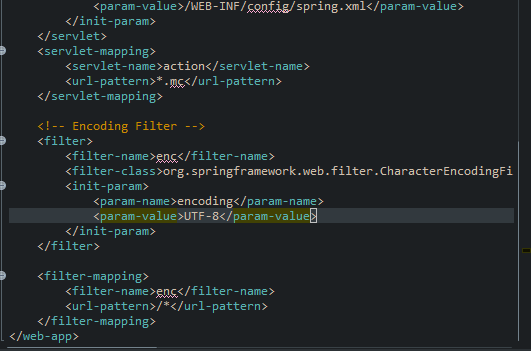 <param-value>/WEB-INF/config/spring.xml</param-value>
</init-param>
</servlet>
<servlet-mapping>
<servlet-name>action</servlet-name>
<url-pattern>*.mc</url-pattern>
</servlet-mapping>
<!-- Encoding Filter -->
<filter>
<filter-name>enc</filter-name>
<filter-class>org.springframework.web.filter.CharacterEncodingFi
<init-param>
<param-name>encoding</param-name>
<param-value>UTF-8</param-value>
</init-param>
</filter>
<filter-mapping>
<filter-name>enc</filter-name>
<url-pattern>/*</url-pattern>
</filter-mapping>
</web-app>